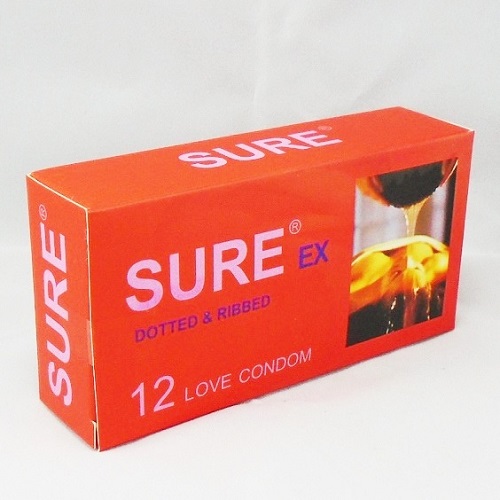 SURE®
SURE®
SURE® EX
DOTTED & RIBBED
12 LOVE CONDOM